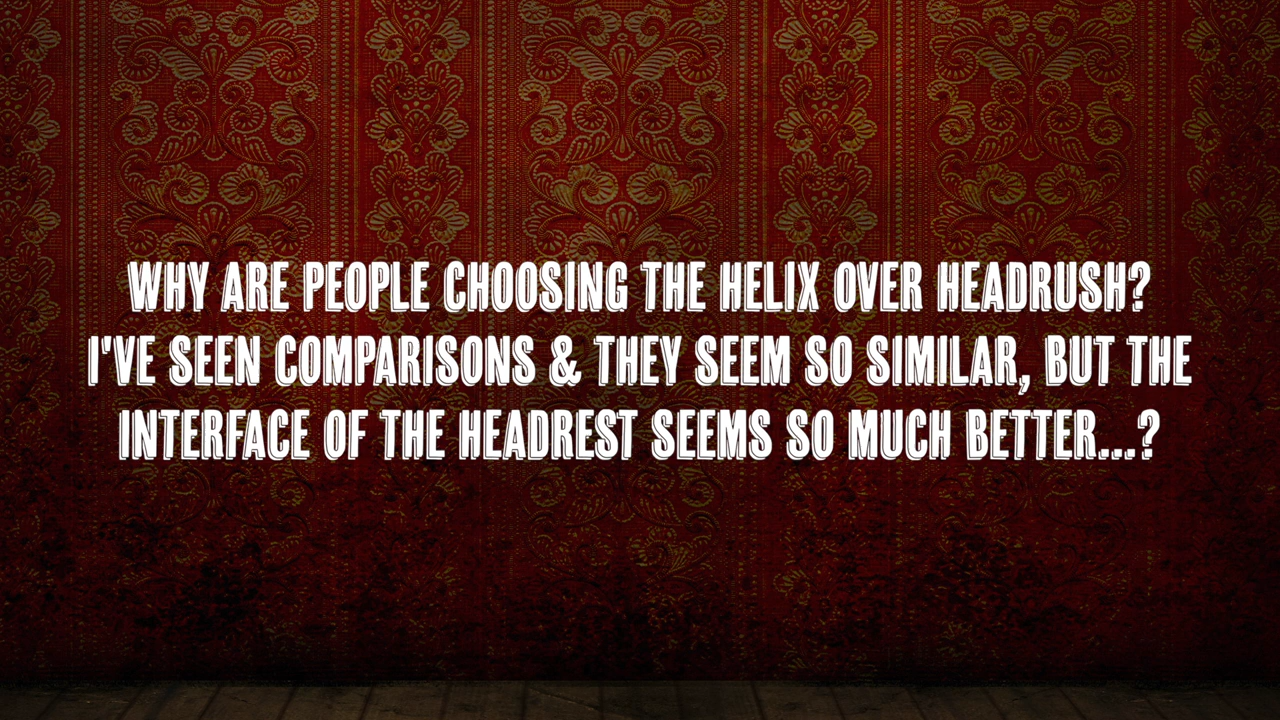 WHY ARE PEOPLE CHOOSING THE HELIX OVER HEADRUSH?
I'VE SEEN COMPARISONS & THEY SEEM SO SIMILAR, BUT THE
INTERFACE OF THE HEADREST SEEMS SO MUCH BETTER...?